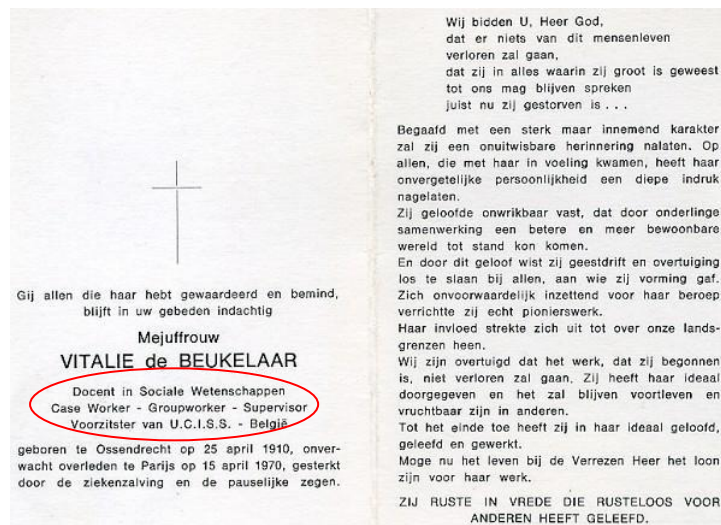 Gij allen die haar hebt gewaardeerd en bemind,
blijft in uw gebeden indachtig
Mejuffrouw
VITALIE de BEUKELAAR
Docent in Sociale Wetenschappen
Case Worker - Groupworker - Supervisor
Voorzitster van U.C.I.S.S. - België
geboren te Ossendrecht op 25 april 1910, onver-
wacht overleden te Parijs op 15 april 1970, gesterkt
door de ziekenzalving en de pauselijke zegen.
Wij bidden U, Heer God,
dat er niets van dit mensenleven
verloren zal gaan,
dat zij in alles waarin zij groot is geweest
tot ons mag blijven spreken
juist nu zij gestorven is . . .
Begaafd met een sterk maar innemend karakter
zal zij een onuitwisbare herinnering nalaten. Op
allen, die met haar in voeling kwamen, heeft haar
onvergetelijke persoonlijkheid een diepe indruk
nagelaten.
Zij geloofde onwrikbaar vast, dat door onderlinge
samenwerking een betere en meer bewoonbare
wereld tot stand kon komen.
En door dit geloof wist zij geestdrift en overtuiging
los te slaan bij allen, aan wie zij vorming gaf.
Zich onvoorwaardelijk inzettend voor haar beroep
verrichtte zij echt pionierswerk.
Haar invloed strekte zich uit tot over onze lands-
grenzen heen.
Wij zijn overtuigd dat het werk, dat zij begonnen
is, niet verloren zal gaan. Zij heeft haar ideaal
doorgegeven en het zal blijven voortleven en
vruchtbaar zijn in anderen.
Tot het einde toe heeft zij in haar ideaal geloofd,
geleefd en gewerkt.
Moge nu het leven bij de Verrezen Heer het loon
zijn voor haar werk.
ZIJ RUSTE IN VREDE DIE RUSTELOOS VOOR
ANDEREN HEEFT GELEEFD.